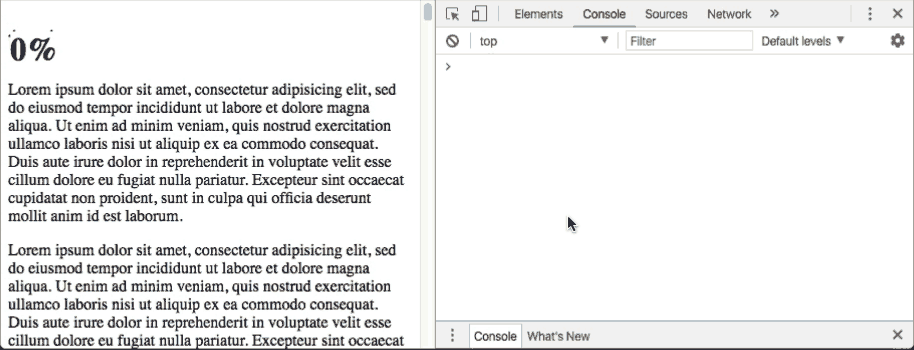 0%
Lorem ipsum dolor sit amet, consectetur adipisicing elit, sed
do eiusmod tempor incididunt ut labore et dolore magna
aliqua. Ut enim ad minim veniam, quis nostrud exercitation
ullamco laboris nisi ut aliquip ex ea commodo consequat.
Duis aute irure dolor in reprehenderit in voluptate velit esse
cillum dolore eu fugiat nulla pariatur. Excepteur sint occaecat
cupidatat non proident, sunt in culpa qui officia deserunt
mollit anim id est laborum.
Lorem ipsum dolor sit amet, consectetur adipisicing elit, sed
do eiusmod tempor incididunt ut labore et dolore magna
aliqua. Ut enim ad minim veniam, quis nostrud exercitation
ullamco laboris nisi ut aliquip ex ea commodo consequat.
Duis aute irure dolor in reprehenderit in voluptate velit esse
cillum dolore eu fugiat nulla pariatur. Excepteur sint occaecat
Elements Console Sources Network »
top Filter Default levels
Console What's New